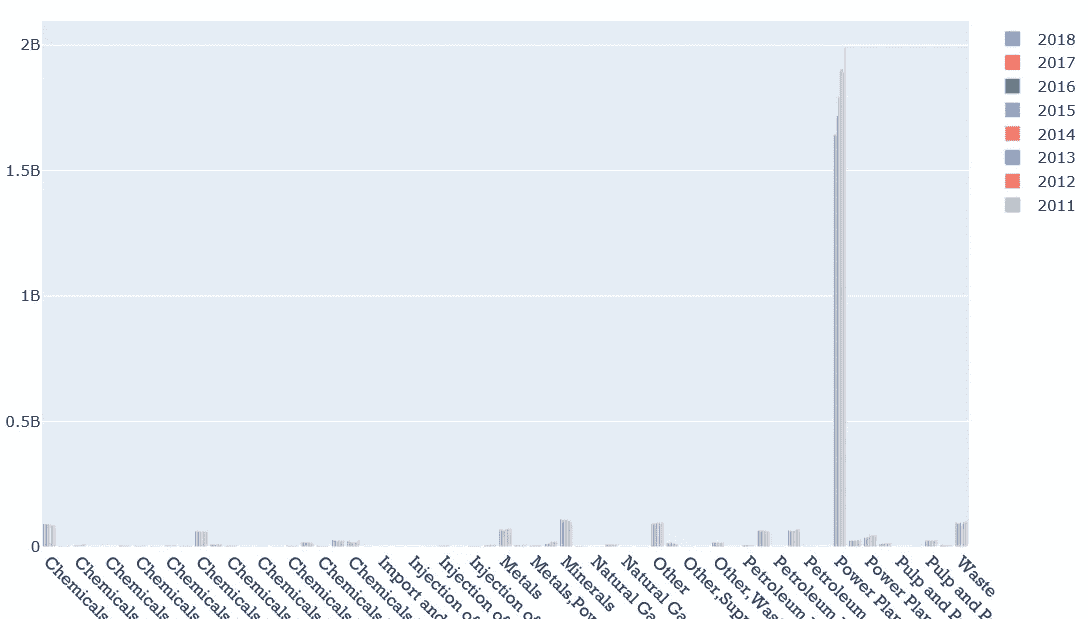 2B
1.5B
1B
0.5B
0
2018
2017
2016
2015
2014
2013
2012
2011
Chemicals
Chemicals
Chemicals
Chemicals
Chemicals
Chemicals
Chemicals
Chemicals
Chemicals
Chemicals
Chemicals
Import and
Injection of
Injection of
Injection of
Metals
Metals,Pow
Minerals
Natural Ga
Natural Ga
Other
Other,Supp
Other,Was
Petroleum
Petroleum
Petroleum
Power Plan
Power Plan
Pulp and P
Pulp and P
Waste